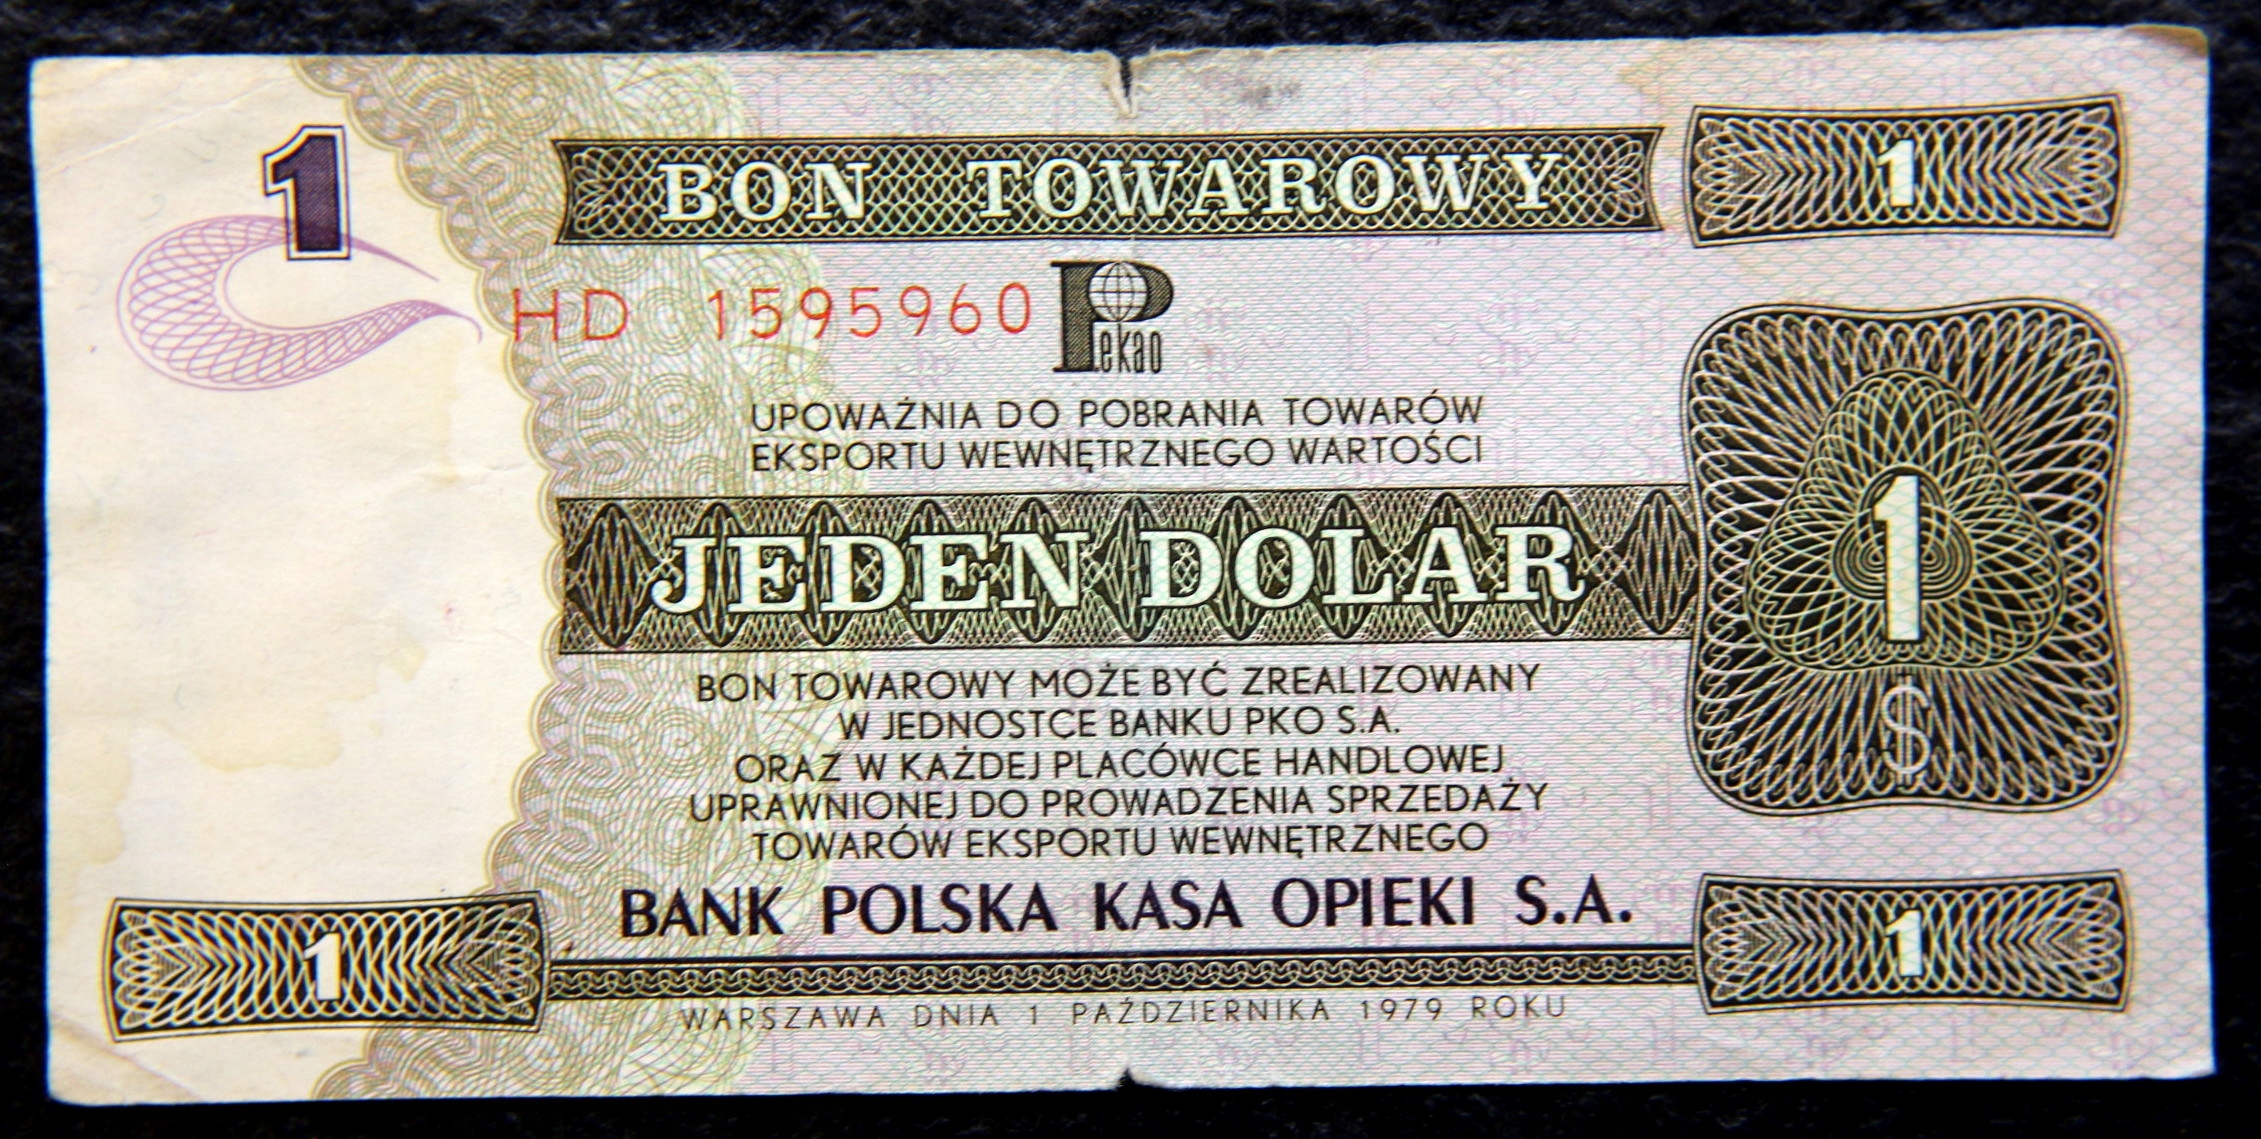 1
BON TOWAROWY
1
HD 1595960
Pekao
UPOWAŻNIA DO POBRANIA TOWARÓW
EKSPORTU WEWNĘTRZNEGO WARTOŚCI
JEDEN DOLAR
1
$
BON TOWAROWY MOŻE BYĆ ZREALIZOWANY
W JEDNOSTCE BANKU PKO S.A.
ORAZ W KAŻDEJ PLACÓWCE HANDLOWEJ
UPRAWNIONEJ DO PROWADZENIA SPRZEDAŻY
TOWARÓW EKSPORTU WEWNĘTRZNEGO
BANK POLSKA KASA OPIEKI S.A.
1
1
WARSZAWA DNIA 1 PAŹDZIERNIKA 1979 ROKU